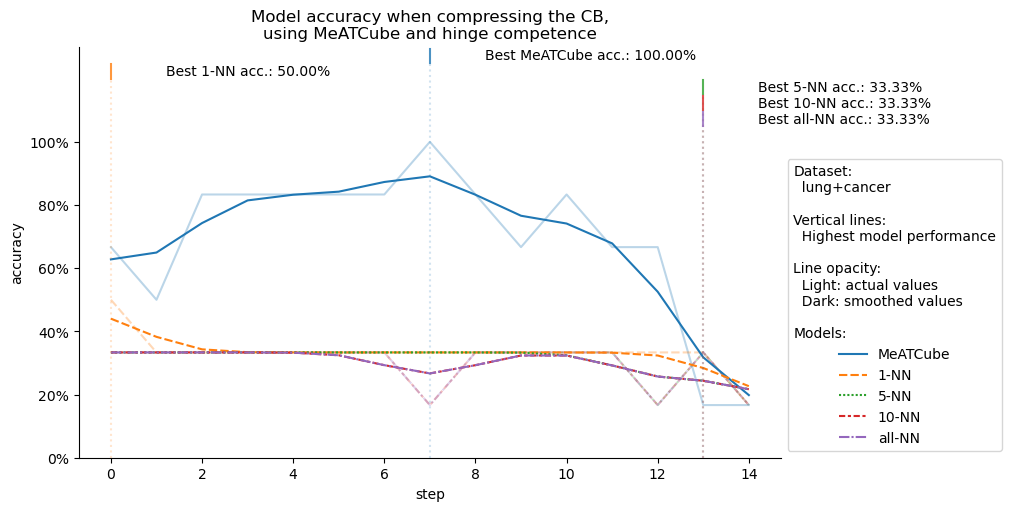 Model accuracy when compressing the CB,
using MeATCube and hinge competence
Best 1-NN acc.: 50.00%
Best MeATCube acc.: 100.00%
Best 5-NN acc.: 33.33%
Best 10-NN acc.: 33.33%
Best all-NN acc.: 33.33%
100%
80%
60%
40%
20%
0%
accuracy
0 2 4 6 8 10 12 14
step
Dataset:
lung+cancer
Vertical lines:
Highest model performance
Line opacity:
Light: actual values
Dark: smoothed values
Models:
MeATCube
1-NN
5-NN
10-NN
all-NN